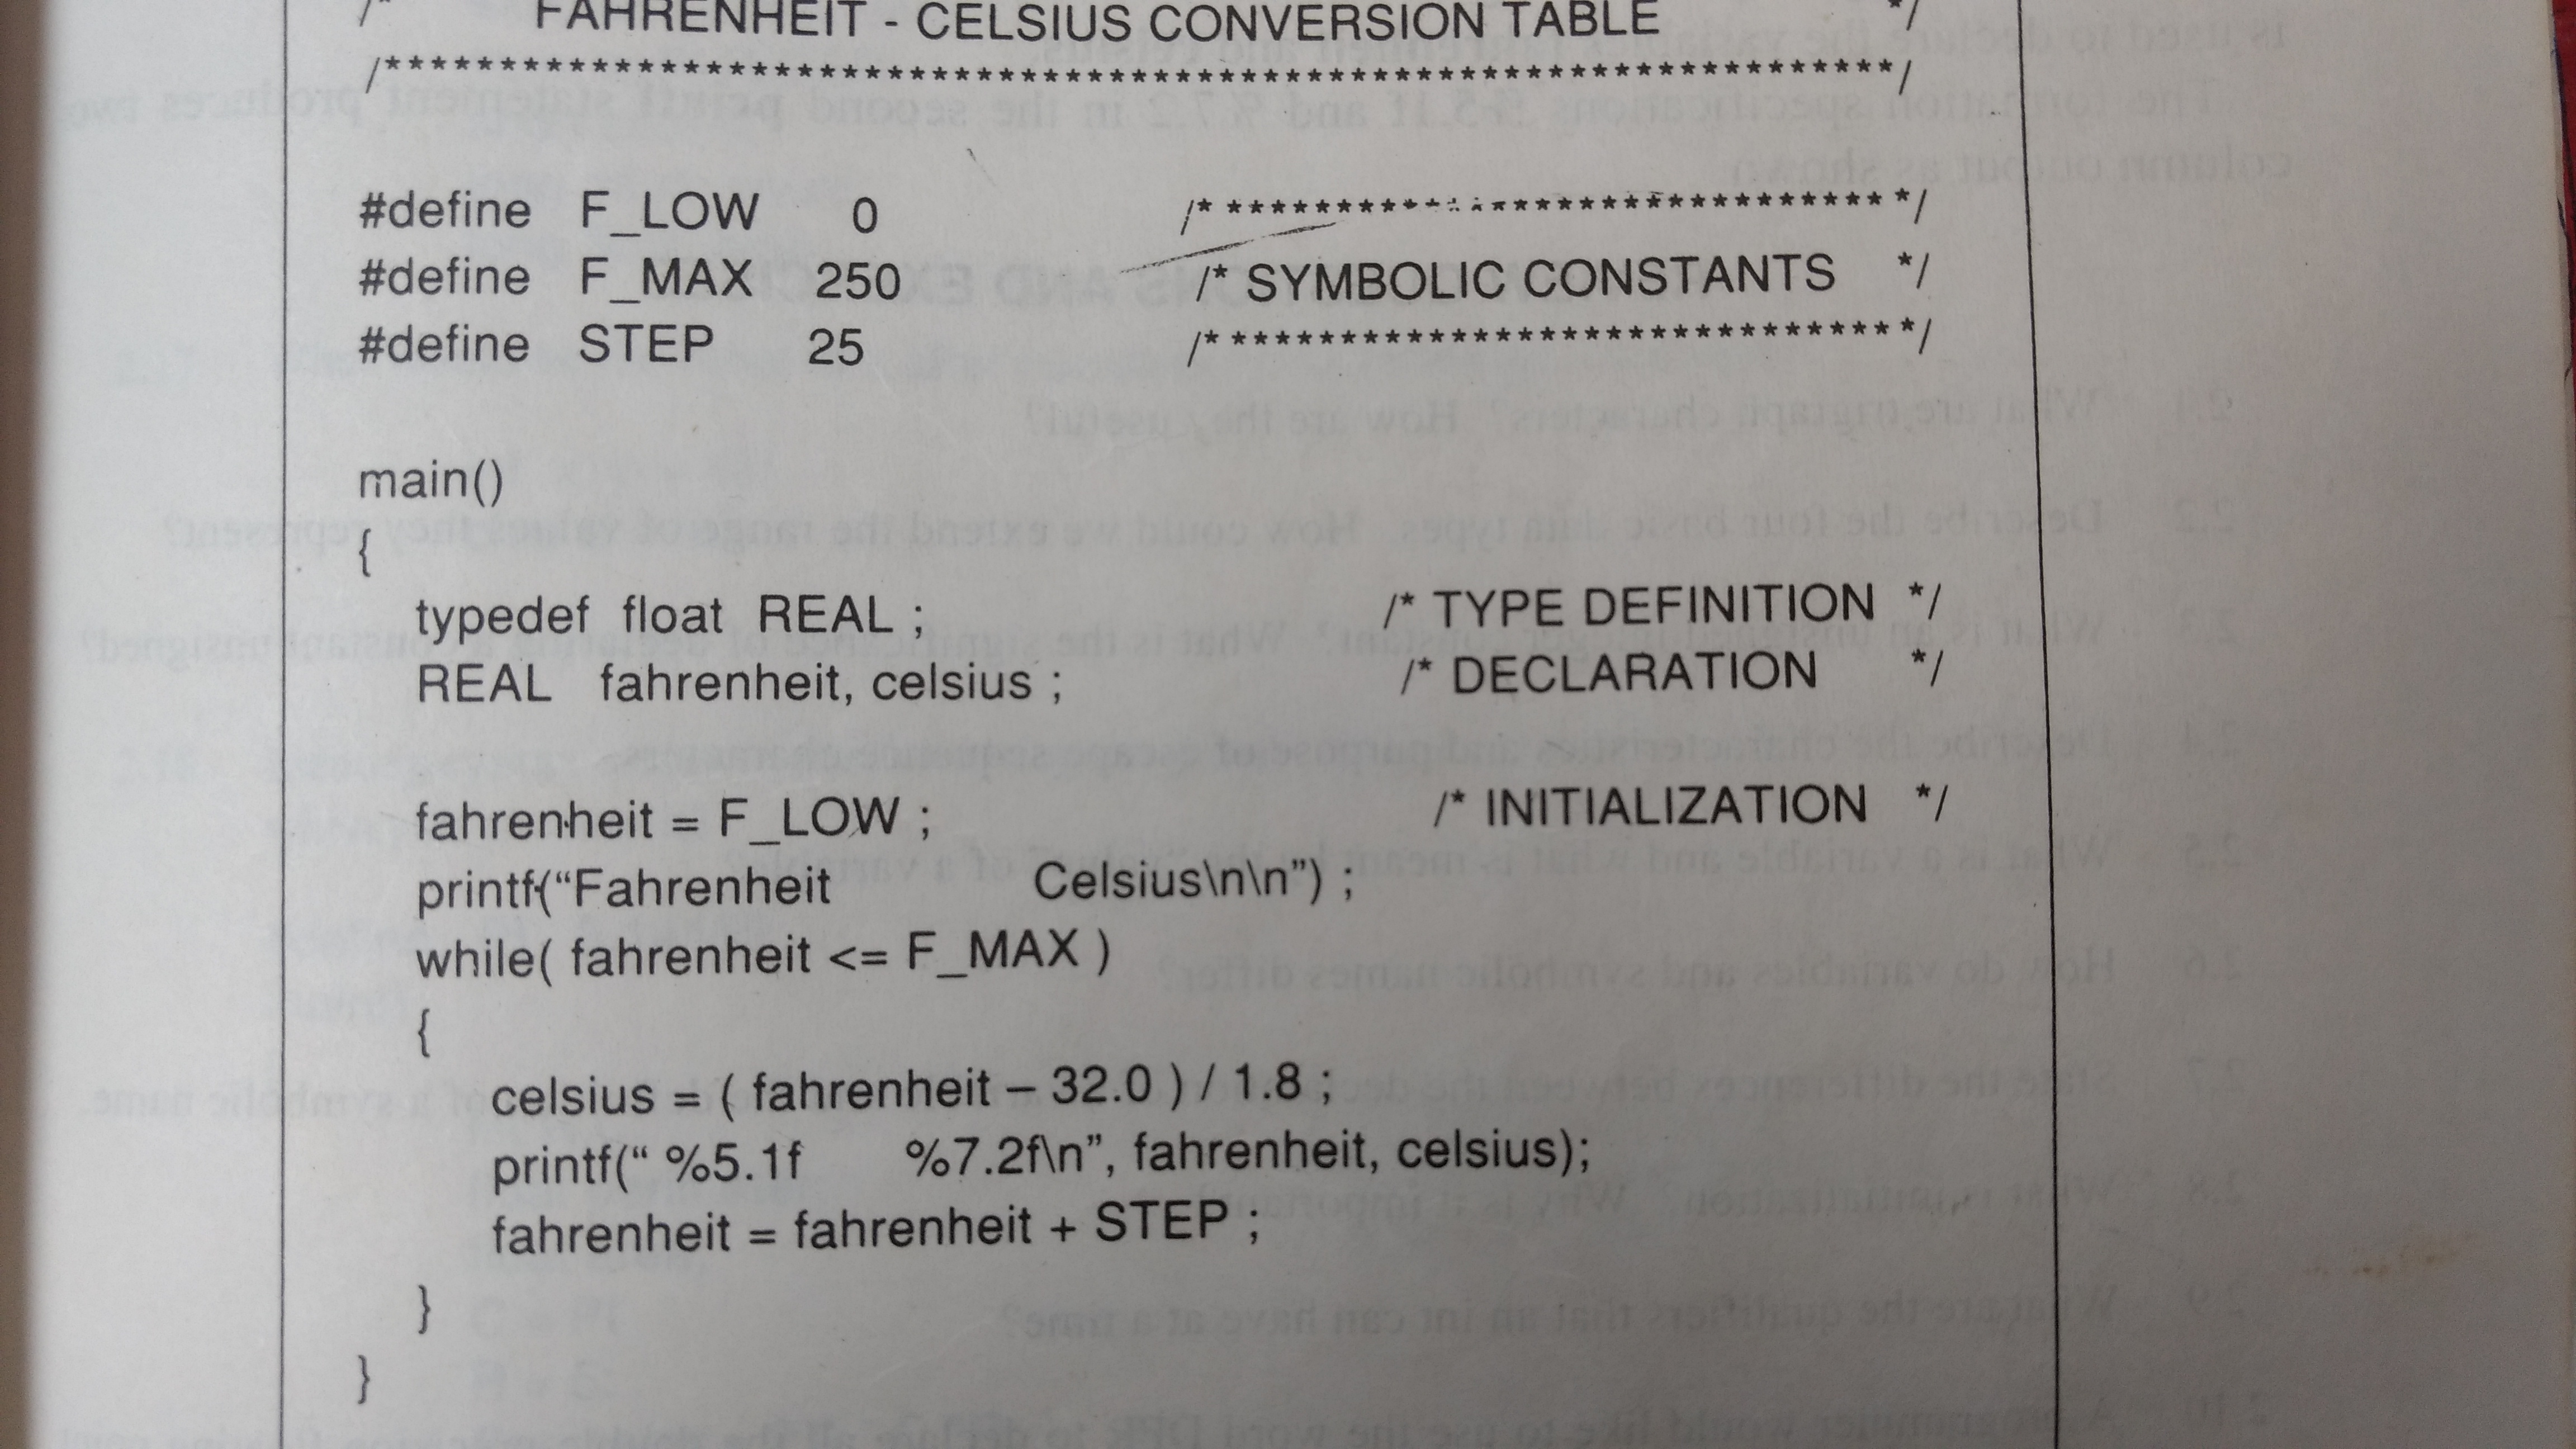 /* FAHRENHEIT - CELSIUS CONVERSION TABLE */
/******************************************************************/
#define F_LOW 0 /* ****************************** */
#define F_MAX 250 /* SYMBOLIC CONSTANTS */
#define STEP 25 /* ****************************** */
main()
{
typedef float REAL ; /* TYPE DEFINITION */
REAL fahrenheit, celsius ; /* DECLARATION */
fahrenheit = F_LOW ; /* INITIALIZATION */
printf(“Fahrenheit Celsius\n\n”) ;
while( fahrenheit <= F_MAX )
{
celsius = ( fahrenheit – 32.0 ) / 1.8 ;
printf(“ %5.1f %7.2f\n”, fahrenheit, celsius);
fahrenheit = fahrenheit + STEP ;
}
}